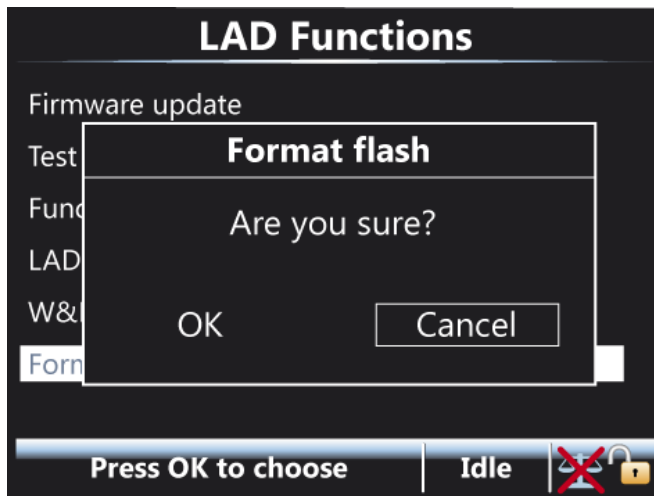 LAD Functions
Firmware update
Test
Format flash
Func
Are you sure?
LAD
W&
OK Cancel
Form
Press OK to choose Idle